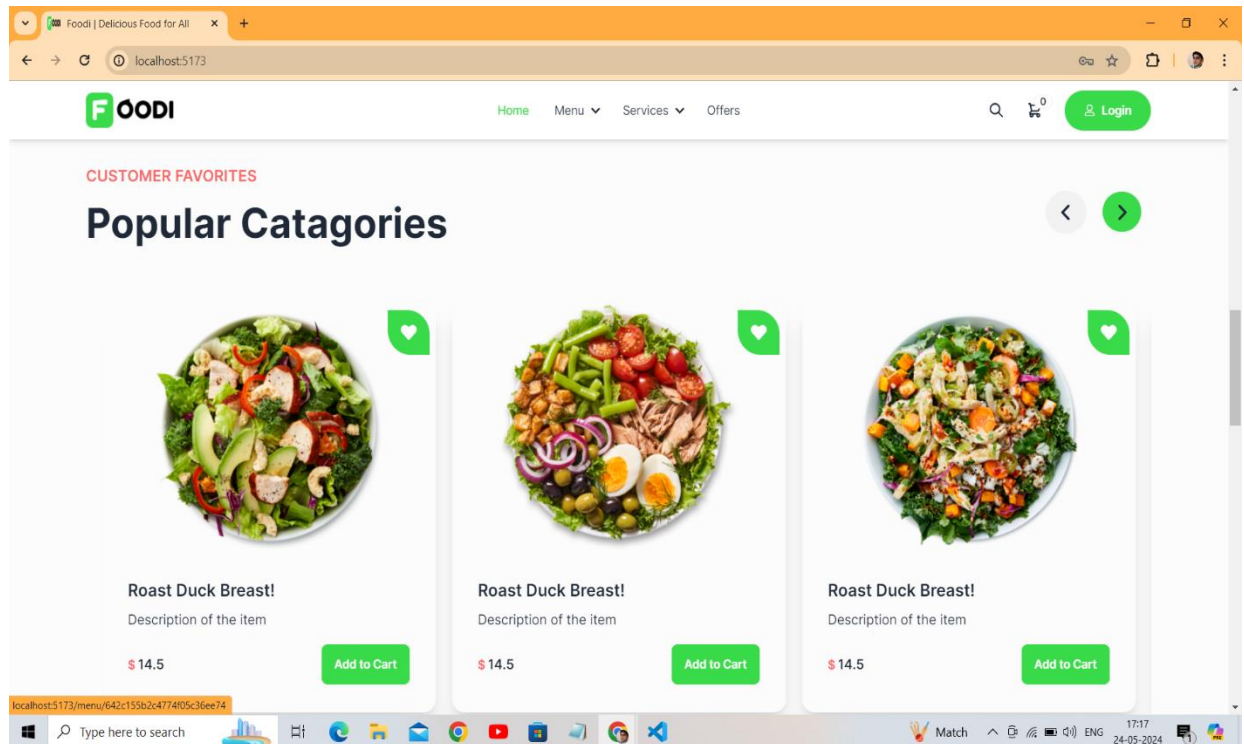 Foodi | Delicious Food for All
localhost:5173
FOODI
Home Menu Services Offers
0
Login
CUSTOMER FAVORITES
Popular Catagories
Roast Duck Breast! Roast Duck Breast! Roast Duck Breast!
Description of the item Description of the item Description of the item
$ 14.5 Add to Cart $ 14.5 Add to Cart $ 14.5 Add to Cart
localhost:5173/menu/642c155b2c4774f05c36ee74
Type here to search
Match
ENG
17:17
24-05-2024
1